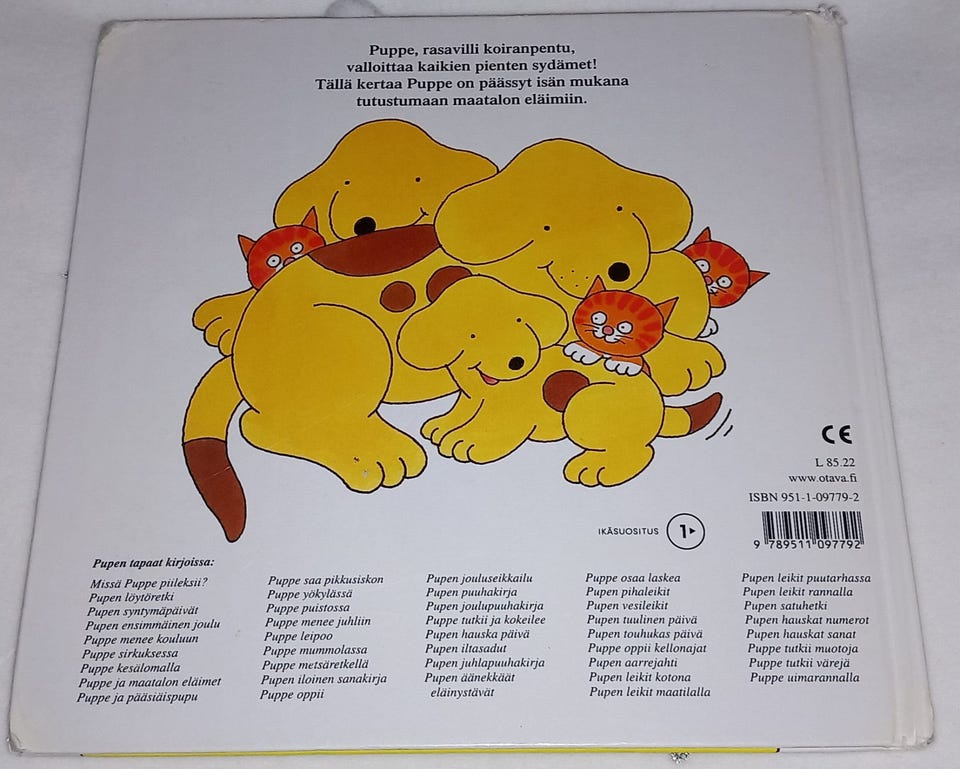 Puppe, rasavilli koiranpentu,
valloittaa kaikien pienten sydämet!
Tällä kertaa Puppe on päässyt isän mukana
tutustumaan maatalon eläimiin.
CE
L 85.22
www.otava.fi
ISBN 951-1-09779-2
IKÄSUOSITUS 1
9 789511 097792
Pupen tapaat kirjoissa:
Missä Puppe piileksii?
Pupen löytöretki
Pupen syntymäpäivät
Pupen ensimmäinen joulu
Puppe menee kouluun
Puppe sirkuksessa
Puppe kesälomalla
Puppe ja maatalon eläimet
Puppe ja pääsiäispupu
Puppe saa pikkusiskon
Puppe yökylässä
Puppe puistossa
Puppe menee juhliin
Puppe leipoo
Puppe mummolassa
Puppe metsäretkellä
Pupen iloinen sanakirja
Puppe oppii
Pupen jouluseikkailu
Pupen puuhakirja
Pupen joulupuuhakirja
Puppe tutkii ja kokeilee
Pupen hauska päivä
Pupen iltasadut
Pupen juhlapuuhakirja
Pupen äänekkäät
eläinystävät
Puppe osaa laskea
Pupen pihaleikit
Pupen vesileikit
Pupen tuulinen päivä
Pupen touhukas päivä
Puppe oppii kellonajat
Pupen aarrejahti
Pupen leikit kotona
Pupen leikit maatilalla
Pupen leikit puutarhassa
Pupen leikit rannalla
Pupen satuhetki
Pupen hauskat numerot
Pupen hauskat sanat
Puppe tutkii muotoja
Puppe tutkii värejä
Puppe uimarannalla